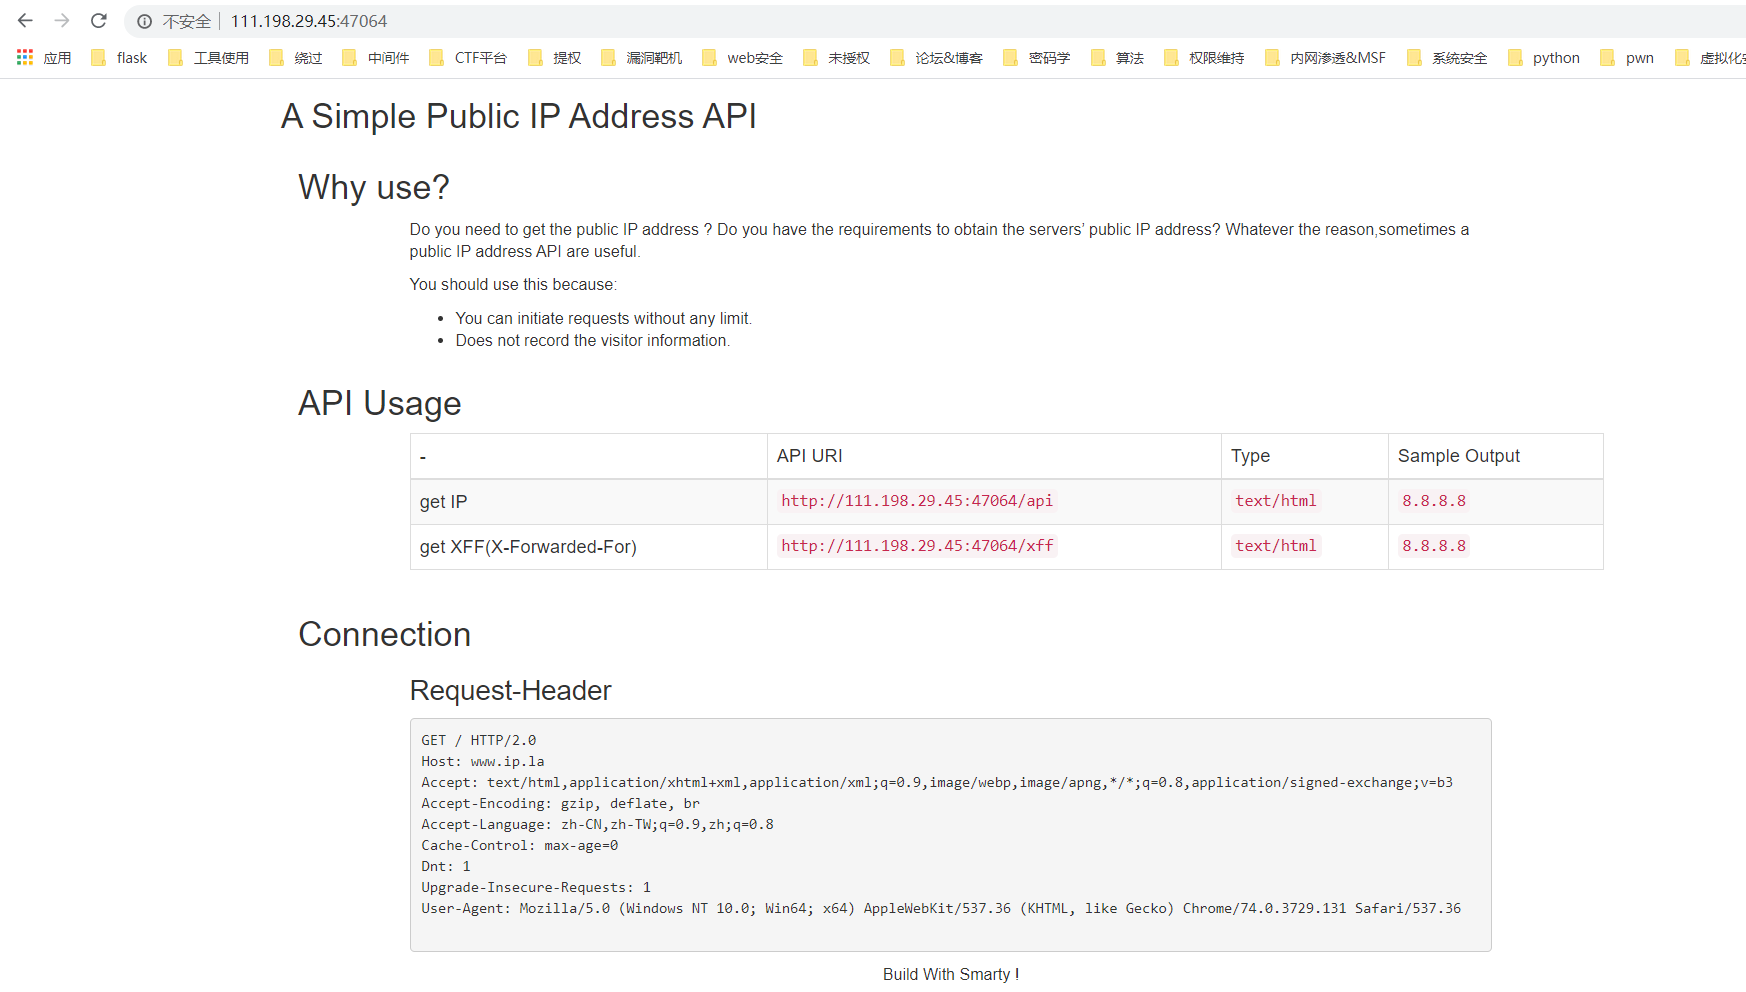 不安全 111.198.29.45:47064
应用 flask 工具使用 绕过 中间件 CTF平台 提权 漏洞靶机 web安全 未授权 论坛&博客 密码学 算法 权限维持 内网渗透&MSF 系统安全 python pwn 虚拟化
A Simple Public IP Address API
Why use?
Do you need to get the public IP address ? Do you have the requirements to obtain the servers’ public IP address? Whatever the reason,sometimes a
public IP address API are useful.
You should use this because:
• You can initiate requests without any limit.
• Does not record the visitor information.
API Usage
- API URI Type Sample Output
get IP http://111.198.29.45:47064/api text/html 8.8.8.8
get XFF(X-Forwarded-For) http://111.198.29.45:47064/xff text/html 8.8.8.8
Connection
Request-Header
GET / HTTP/2.0
Host: www.ip.la
Accept: text/html,application/xhtml+xml,application/xml;q=0.9,image/webp,image/apng,*/*;q=0.8,application/signed-exchange;v=b3
Accept-Encoding: gzip, deflate, br
Accept-Language: zh-CN,zh-TW;q=0.9,zh;q=0.8
Cache-Control: max-age=0
Dnt: 1
Upgrade-Insecure-Requests: 1
User-Agent: Mozilla/5.0 (Windows NT 10.0; Win64; x64) AppleWebKit/537.36 (KHTML, like Gecko) Chrome/74.0.3729.131 Safari/537.36
Build With Smarty !